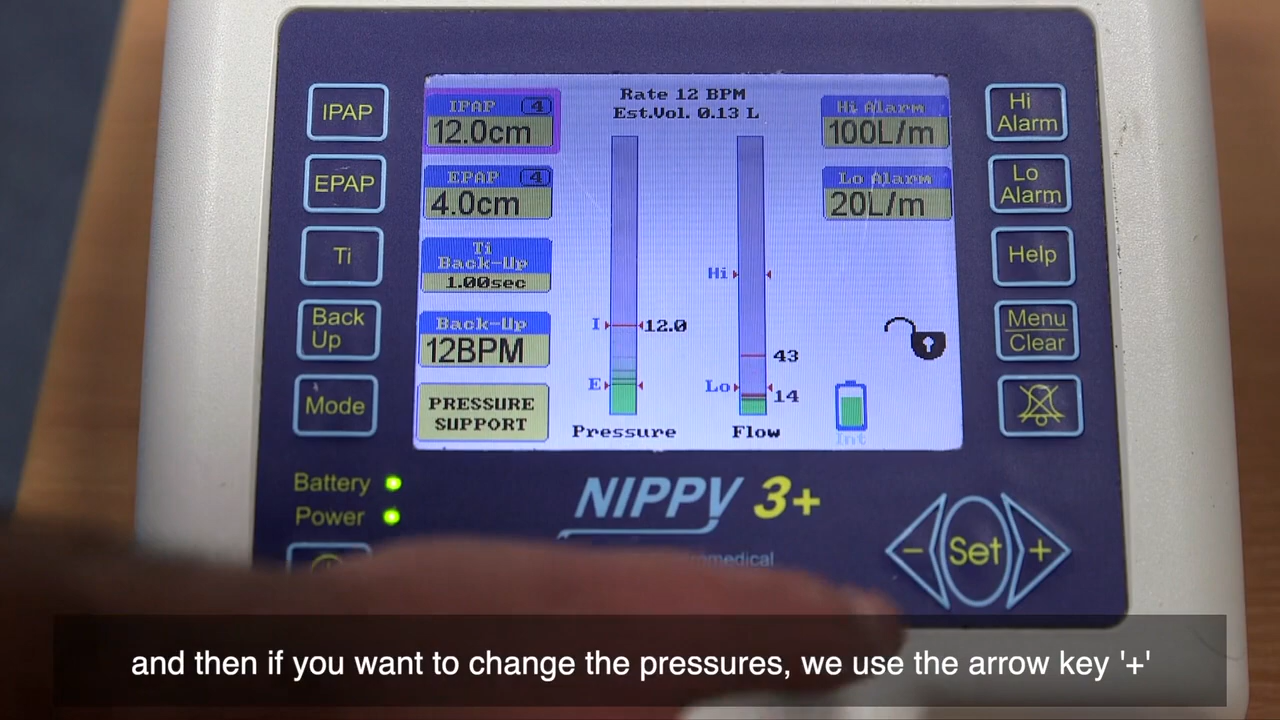 IPAP
EPAP
Ti
Back
Up
Mode
IPAP 4
12.0cm
EPAP 4
4.0cm
Ti
Back-Up
1.00sec
Back-Up
12BPM
PRESSURE
SUPPORT
Rate 12 BPM
Est.Vol. 0.13 L
I 12.0
E
Pressure
Hi
43
Lo
14
Flow
Hi Alarm
100L/m
Lo Alarm
20L/m
Int
Hi
Alarm
Lo
Alarm
Help
Menu
Clear
Battery
Power
NIPPY 3+
- Set +
and then if you want to change the pressures, we use the arrow key '+'